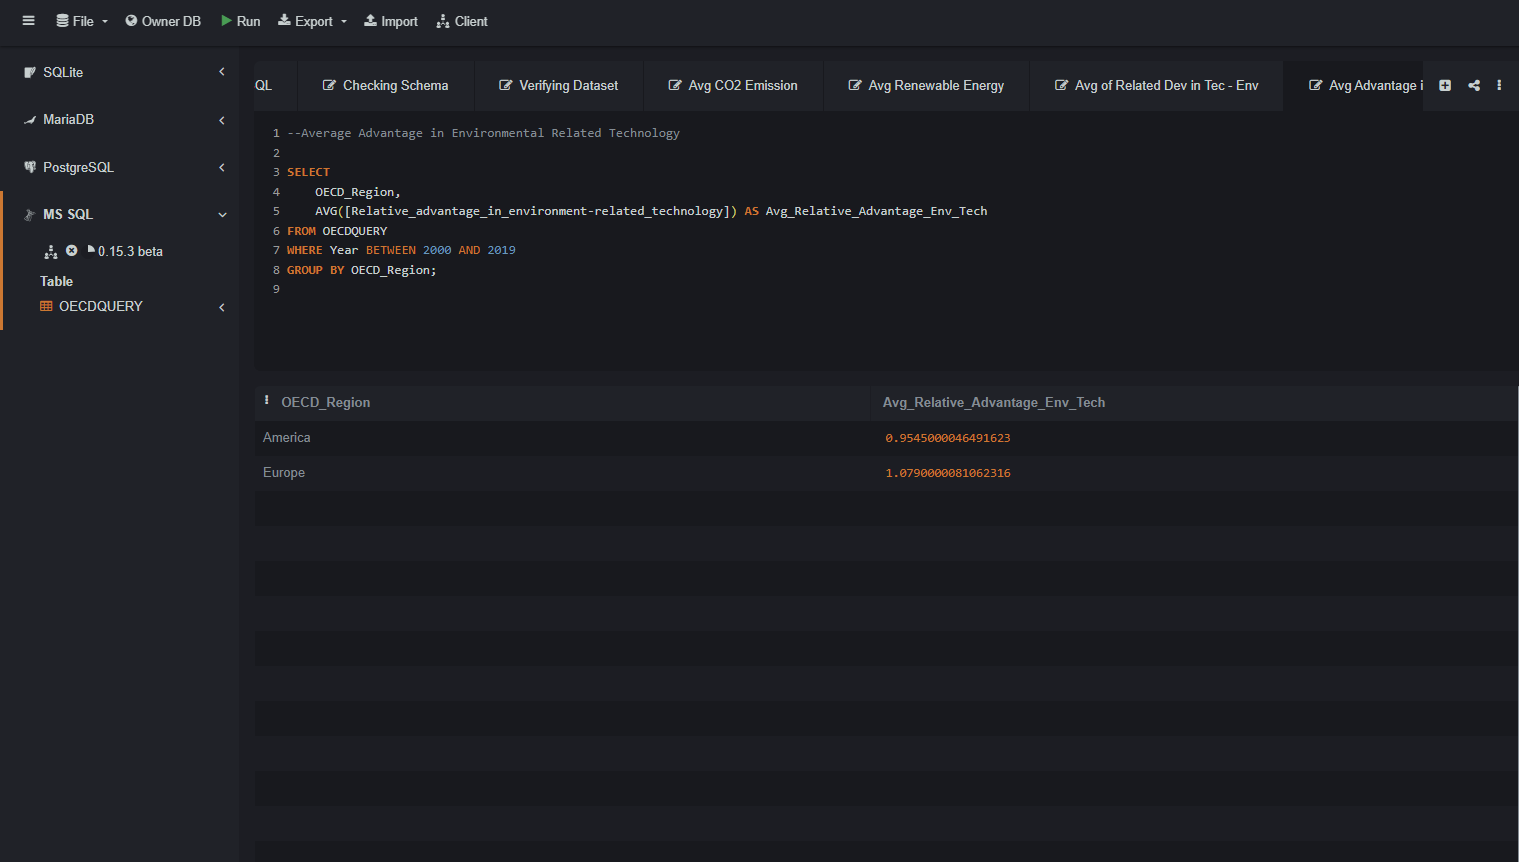 File Owner DB Run Export Import Client
SQLite
MariaDB
PostgreSQL
MS SQL
0.15.3 beta
Table
OECDQUERY
QL Checking Schema Verifying Dataset Avg CO2 Emission Avg Renewable Energy Avg of Related Dev in Tec - Env Avg Advantage i
1 --Average Advantage in Environmental Related Technology
2
3 SELECT
4 OECD_Region,
5 AVG([Relative_advantage_in_environment-related_technology]) AS Avg_Relative_Advantage_Env_Tech
6 FROM OECDQUERY
7 WHERE Year BETWEEN 2000 AND 2019
8 GROUP BY OECD_Region;
9
OECD_Region Avg_Relative_Advantage_Env_Tech
America 0.9545000046491623
Europe 1.0790000081062316